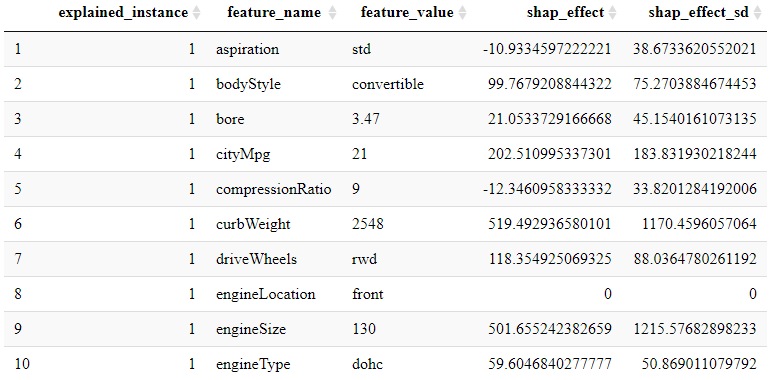 explained_instance feature_name feature_value shap_effect shap_effect_sd
1 1 aspiration std -10.9334597222221 38.6733620552021
2 1 bodyStyle convertible 99.7679208844322 75.2703884674453
3 1 bore 3.47 21.0533729166668 45.1540161073135
4 1 cityMpg 21 202.510995337301 183.831930218244
5 1 compressionRatio 9 -12.3460958333332 33.8201284192006
6 1 curbWeight 2548 519.492936580101 1170.4596057064
7 1 driveWheels rwd 118.354925069325 88.0364780261192
8 1 engineLocation front 0 0
9 1 engineSize 130 501.655242382659 1215.57682898233
10 1 engineType dohc 59.6046840277777 50.869011079792